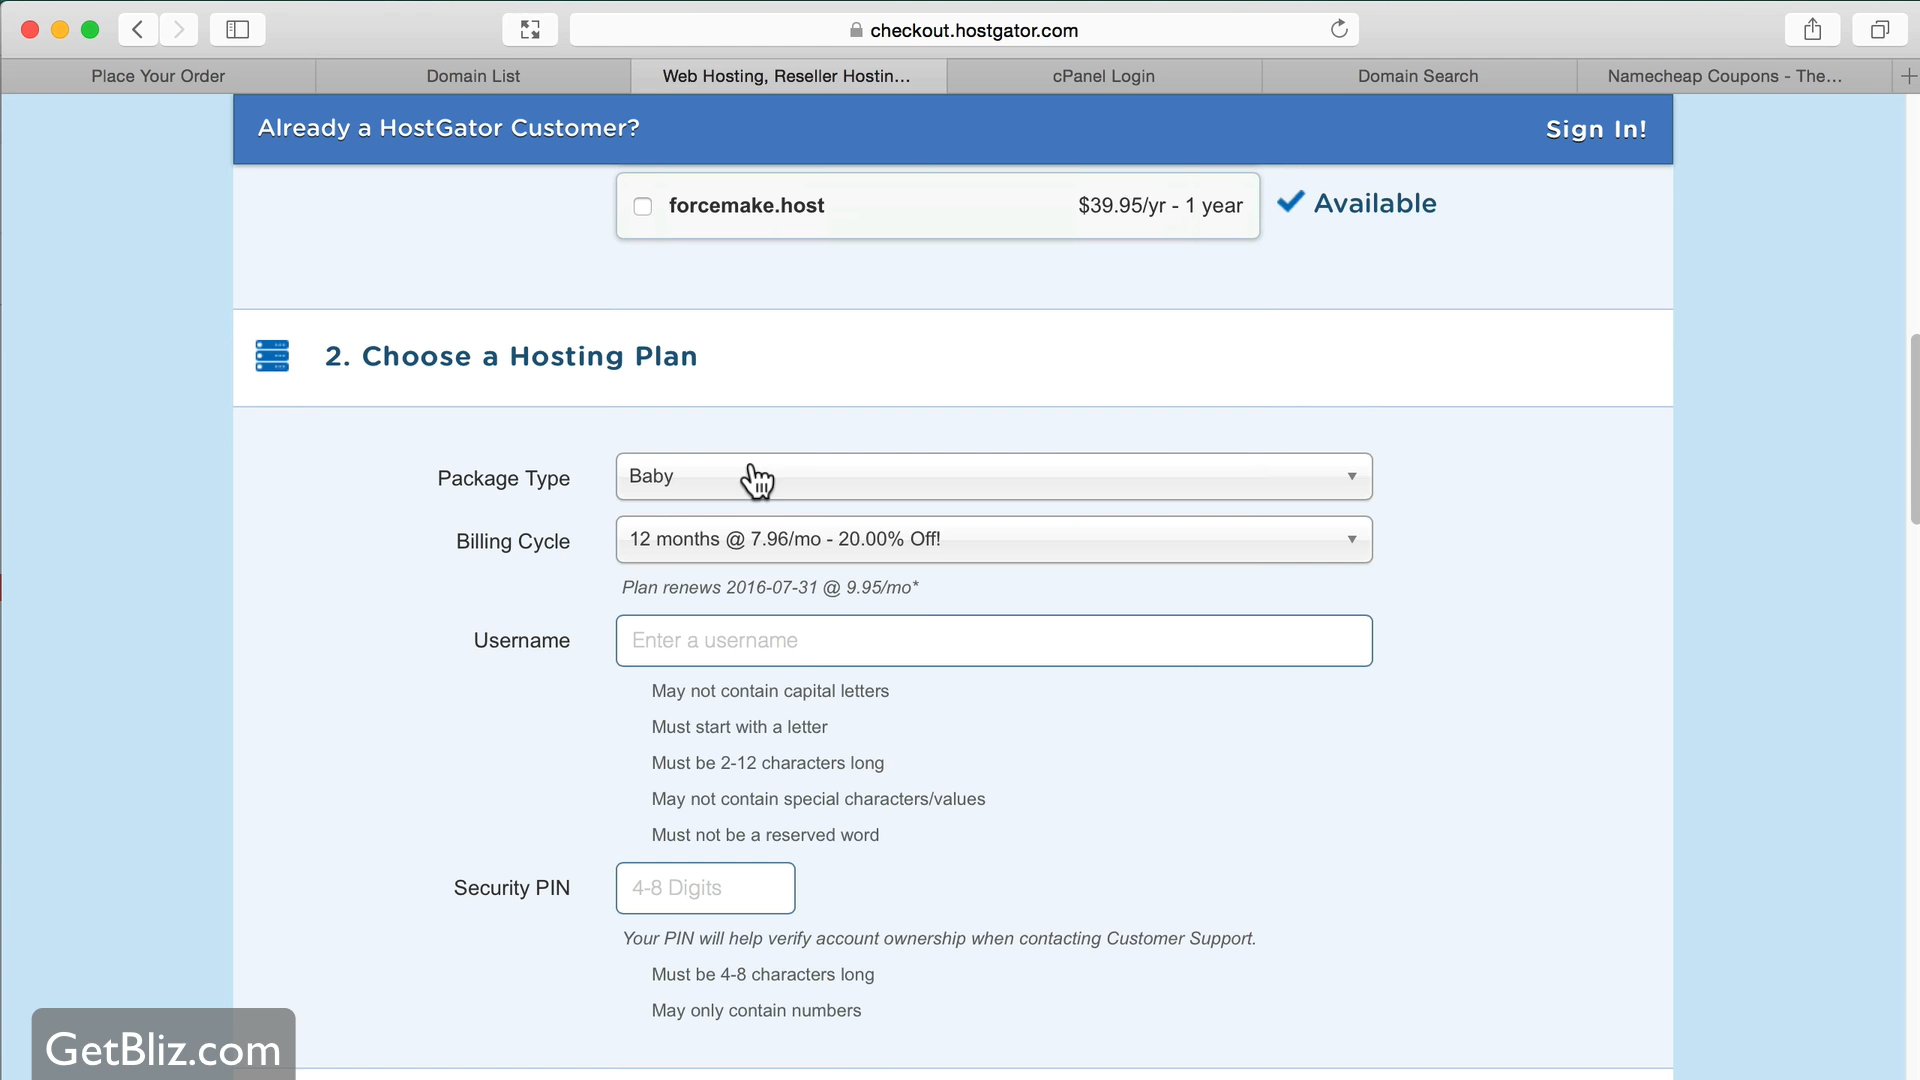 checkout.hostgator.com
Place Your Order
Domain List
Web Hosting, Reseller Hostin...
cPanel Login
Domain Search
Namecheap Coupons - The...
Already a HostGator Customer?
Sign In!
forcemake.host
$39.95/yr - 1 year
Available
2. Choose a Hosting Plan
Package Type
Baby
Billing Cycle
12 months @ 7.96/mo - 20.00% Off!
Plan renews 2016-07-31 @ 9.95/mo*
Username
Enter a username
May not contain capital letters
Must start with a letter
Must be 2-12 characters long
May not contain special characters/values
Must not be a reserved word
Security PIN
4-8 Digits
Your PIN will help verify account ownership when contacting Customer Support.
Must be 4-8 characters long
May only contain numbers
GetBliz.com